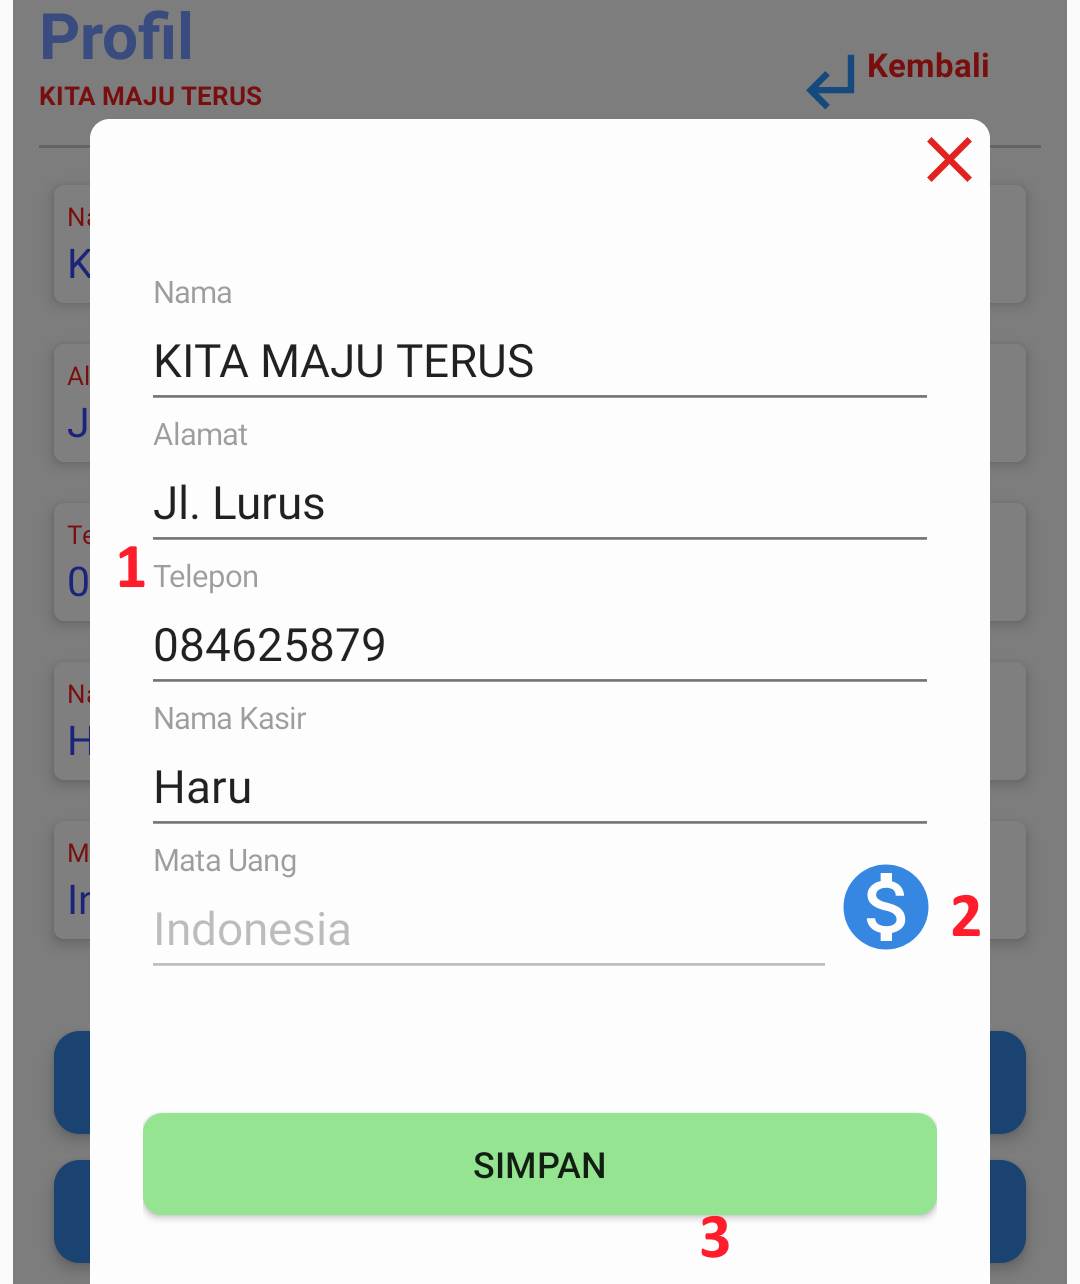 Profil
KITA MAJU TERUS
Kembali
Nama
KITA MAJU TERUS
Alamat
Jl. Lurus
1
Telepon
084625879
Nama Kasir
Haru
Mata Uang
Indonesia
$
2
SIMPAN
3